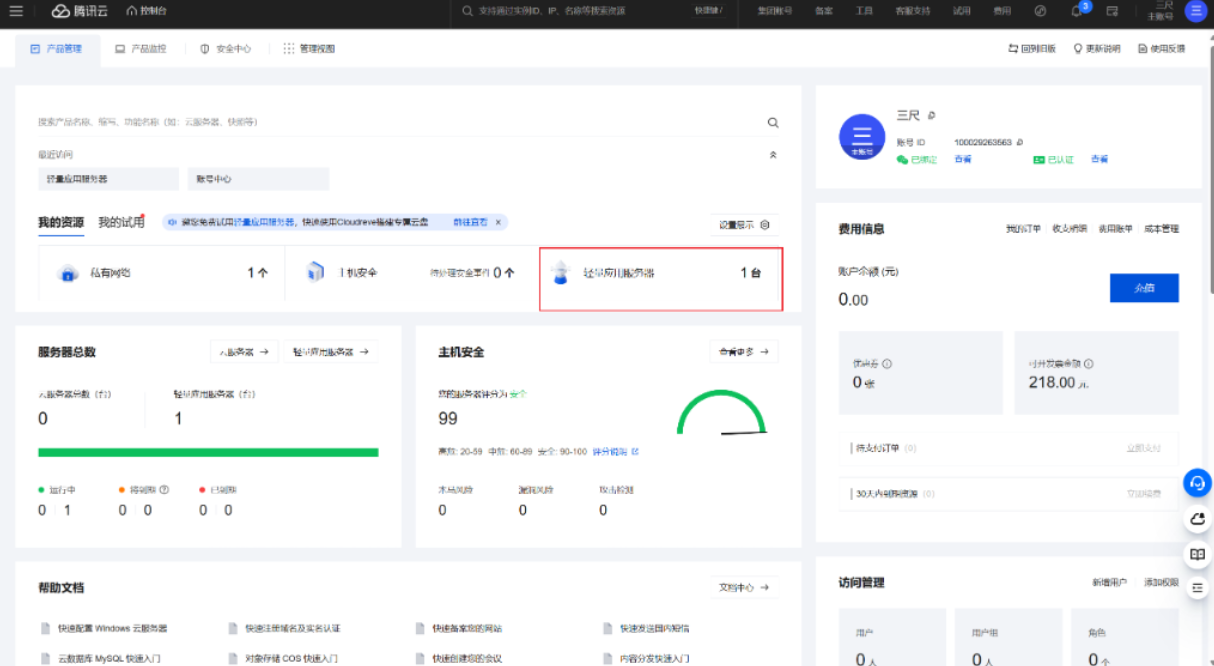 腾讯云 控制台 支持通过实例ID、IP、名称等搜索资源 快捷键/ 集团账号 备案 工具 客服支持 试用 费用 3 三尺 主账号 三
产品管理 产品监控 安全中心 管理视图 回到旧版 更新说明 使用反馈
搜索产品名称、缩写、功能名称（如：云服务器、快照等）
最近访问
轻量应用服务器 账号中心
三 主账号
三尺
账号 ID 100029263563
已绑定 查看 已认证 查看
我的资源 我的试用 邀您免费试用轻量应用服务器，快速使用Cloudreve搭建专属云盘 前往查看 × 设置展示
私有网络 1 个 主机安全 待处理安全事件 0 个 轻量应用服务器 1 台
费用信息 我的订单 收支明细 费用账单 成本管理
账户余额 (元)
0.00 充值
优惠券
0 张
可开发票金额
218.00 元
待支付订单 (0) 立即支付
30天内到期资源 (0) 立即续费
服务器总数 云服务器 → 轻量应用服务器 →
云服务器总数 (台) 轻量应用服务器 (台)
0 1
运行中 将到期 已到期
0 1 0 0 0 0
主机安全 查看更多 →
您的服务器评分为 安全
99
高危: 20-59 中危: 60-89 安全: 90-100 评分说明
木马风险 漏洞风险 攻击检测
0 0 0
帮助文档 文档中心 →
快速配置 Windows 云服务器 快速注册域名及实名认证 快速备案您的网站 快速发送国内短信
云数据库 MySQL 快速入门 对象存储 COS 快速入门 快速创建您的会议 内容分发快速入门
访问管理 新增用户 添加权限
用户 用户组 角色
0 人 0 人 0 个